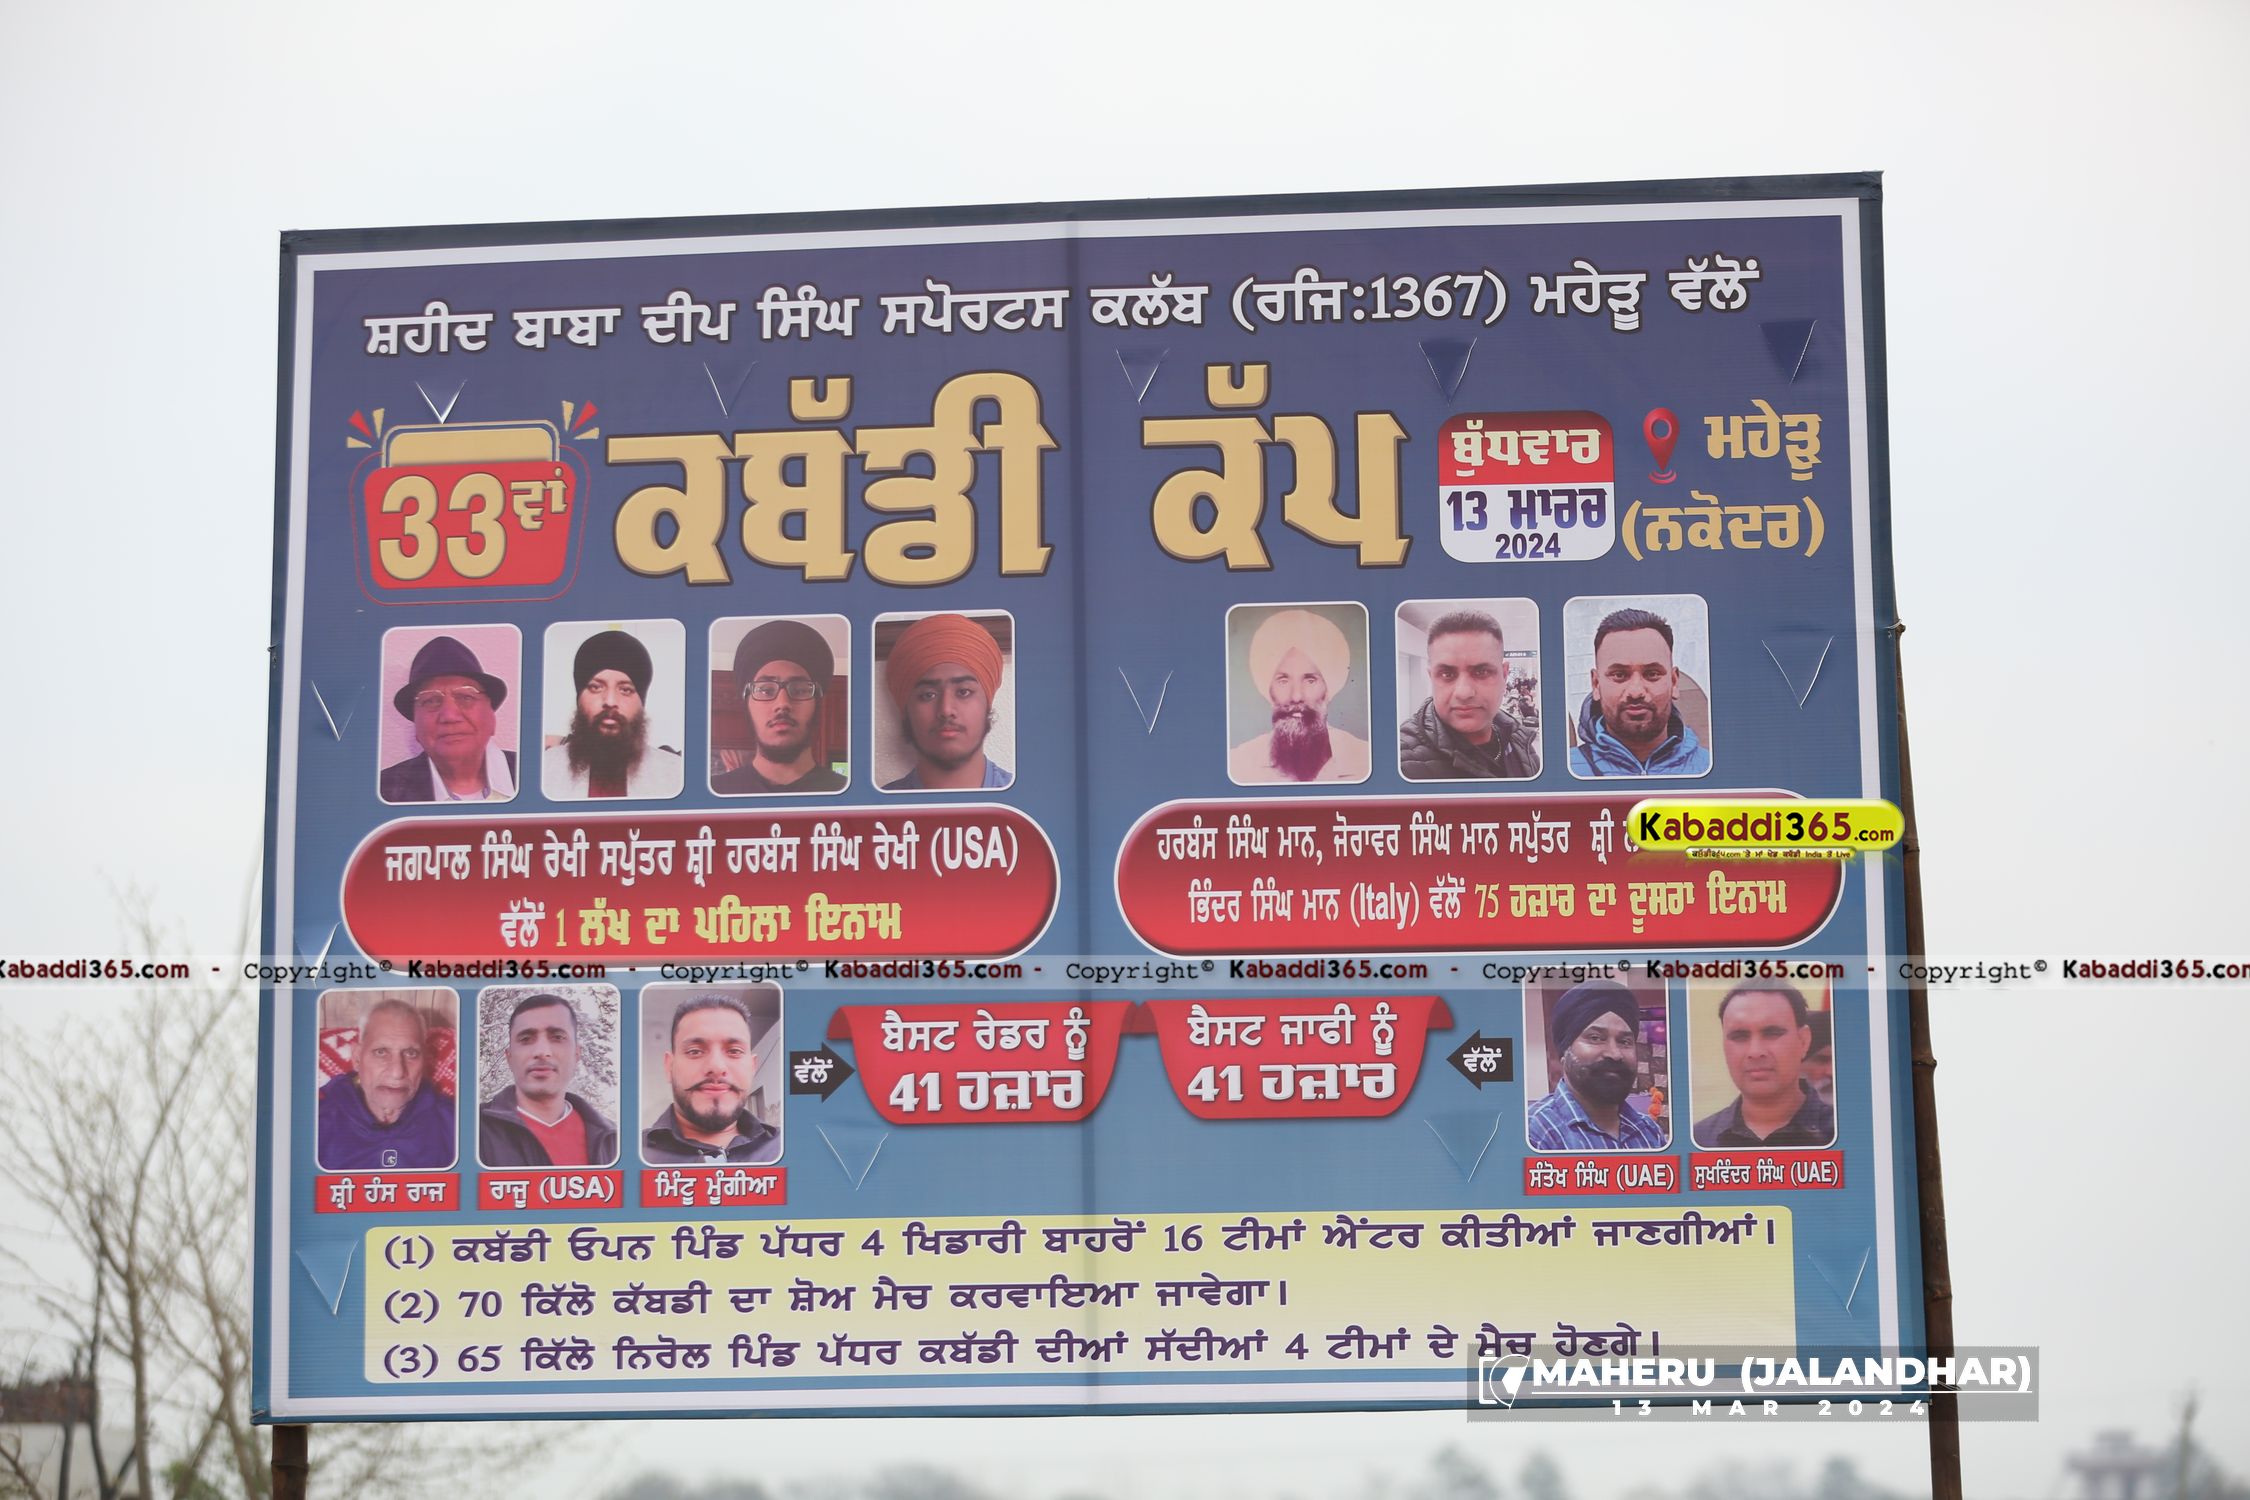 ਸ਼ਹੀਦ ਬਾਬਾ ਦੀਪ ਸਿੰਘ ਸਪੋਰਟਸ ਕਲੱਬ (ਰਜਿ:1367) ਮਹੇੜੂ ਵੱਲੋਂ
33ਵਾਂ ਕਬੱਡੀ ਕੱਪ
ਬੁੱਧਵਾਰ
13 ਮਾਰਚ
2024
ਮਹੇੜੂ
(ਨਕੋਦਰ)
ਜਗਪਾਲ ਸਿੰਘ ਰੇਖੀ ਸਪੁੱਤਰ ਸ਼੍ਰੀ ਹਰਬੰਸ ਸਿੰਘ ਰੇਖੀ (USA)
ਵੱਲੋਂ 1 ਲੱਖ ਦਾ ਪਹਿਲਾ ਇਨਾਮ
ਹਰਬੰਸ ਸਿੰਘ ਮਾਨ, ਜੋਰਾਵਰ ਸਿੰਘ ਮਾਨ ਸਪੁੱਤਰ ਸ਼੍ਰੀ
ਭਿੰਦਰ ਸਿੰਘ ਮਾਨ (Italy) ਵੱਲੋਂ 75 ਹਜ਼ਾਰ ਦਾ ਦੂਸਰਾ ਇਨਾਮ
Kabaddi365.com
Kabaddi365.com - Copyright© Kabaddi365.com - Copyright© Kabaddi365.com - Copyright© Kabaddi365.com - Copyright© Kabaddi365.com - Copyright© Kabaddi365.com
ਵੱਲੋਂ
ਬੈਸਟ ਰੇਡਰ ਨੂੰ
41 ਹਜ਼ਾਰ
ਬੈਸਟ ਜਾਫੀ ਨੂੰ
41 ਹਜ਼ਾਰ
ਵੱਲੋਂ
ਸ਼੍ਰੀ ਹੰਸ ਰਾਜ
ਰਾਜੂ (USA)
ਮਿੰਟੂ ਮੂੰਗੀਆ
ਸੰਤੋਖ ਸਿੰਘ (UAE)
ਸੁਖਵਿੰਦਰ ਸਿੰਘ (UAE)
(1) ਕਬੱਡੀ ਓਪਨ ਪਿੰਡ ਪੱਧਰ 4 ਖਿਡਾਰੀ ਬਾਹਰੋਂ 16 ਟੀਮਾਂ ਐਂਟਰ ਕੀਤੀਆਂ ਜਾਣਗੀਆਂ।
(2) 70 ਕਿੱਲੋ ਕੱਬਡੀ ਦਾ ਸ਼ੋਅ ਮੈਚ ਕਰਵਾਇਆ ਜਾਵੇਗਾ।
(3) 65 ਕਿੱਲੋ ਨਿਰੋਲ ਪਿੰਡ ਪੱਧਰ ਕਬੱਡੀ ਦੀਆਂ ਸੱਦੀਆਂ 4 ਟੀਮਾਂ ਦੇ ਮੈਚ ਹੋਣਗੇ।
MAHERU (JALANDHAR)
13 MAR 2024